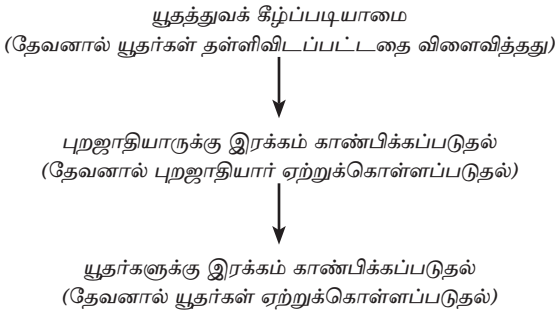 யூதத்துவக் கீழ்ப்படியாமை
(தேவனால் யூதர்கள் தள்ளிவிடப்பட்டதை விளைவித்தது)
புறஜாதியாருக்கு இரக்கம் காண்பிக்கப்படுதல்
(தேவனால் புறஜாதியார் ஏற்றுக்கொள்ளப்படுதல்)
யூதர்களுக்கு இரக்கம் காண்பிக்கப்படுதல்
(தேவனால் யூதர்கள் ஏற்றுக்கொள்ளப்படுதல்)